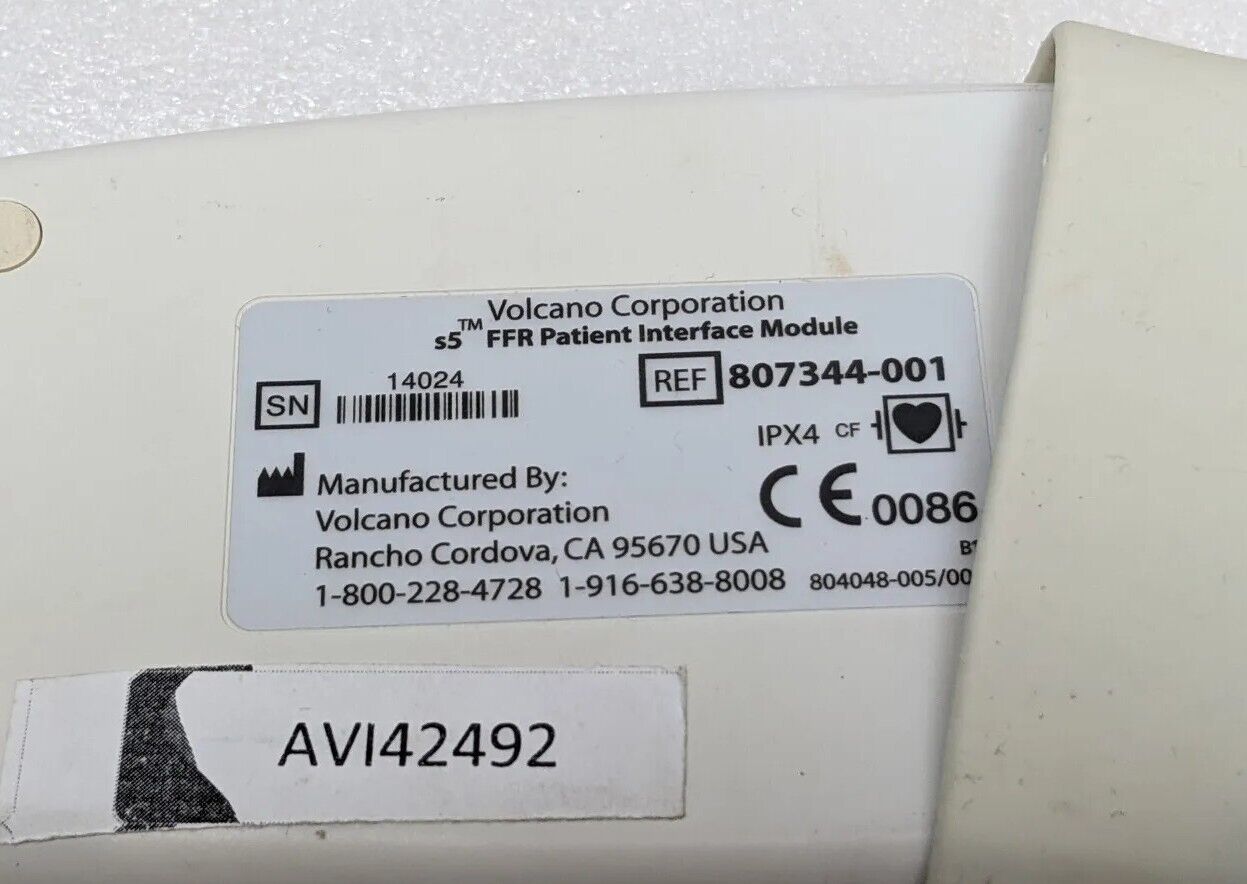 Volcano Corporation
s5™ FFR Patient Interface Module
SN 14024 REF 807344-001
IPX4 CF
Manufactured By:
Volcano Corporation
Rancho Cordova, CA 95670 USA
1-800-228-4728 1-916-638-8008
CE 0086
804048-005/00
AVI42492